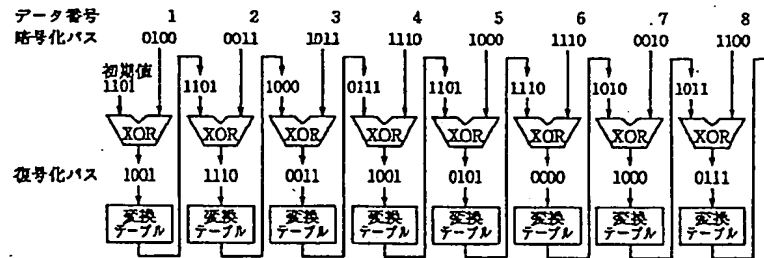 データ番号 1 2 3 4 5 6 7 8
暗号化パス 0100 0011 1011 1110 1000 1110 0010 1100
初期値
1101 1101 1000 0111 1101 1110 1010 1011
XOR XOR XOR XOR XOR XOR XOR XOR
復号化パス 1001 1110 0011 1001 0101 0000 1000 0111
変換 変換 変換 変換 変換 変換 変換 変換
テーブル テーブル テーブル テーブル テーブル テーブル テーブル テーブル